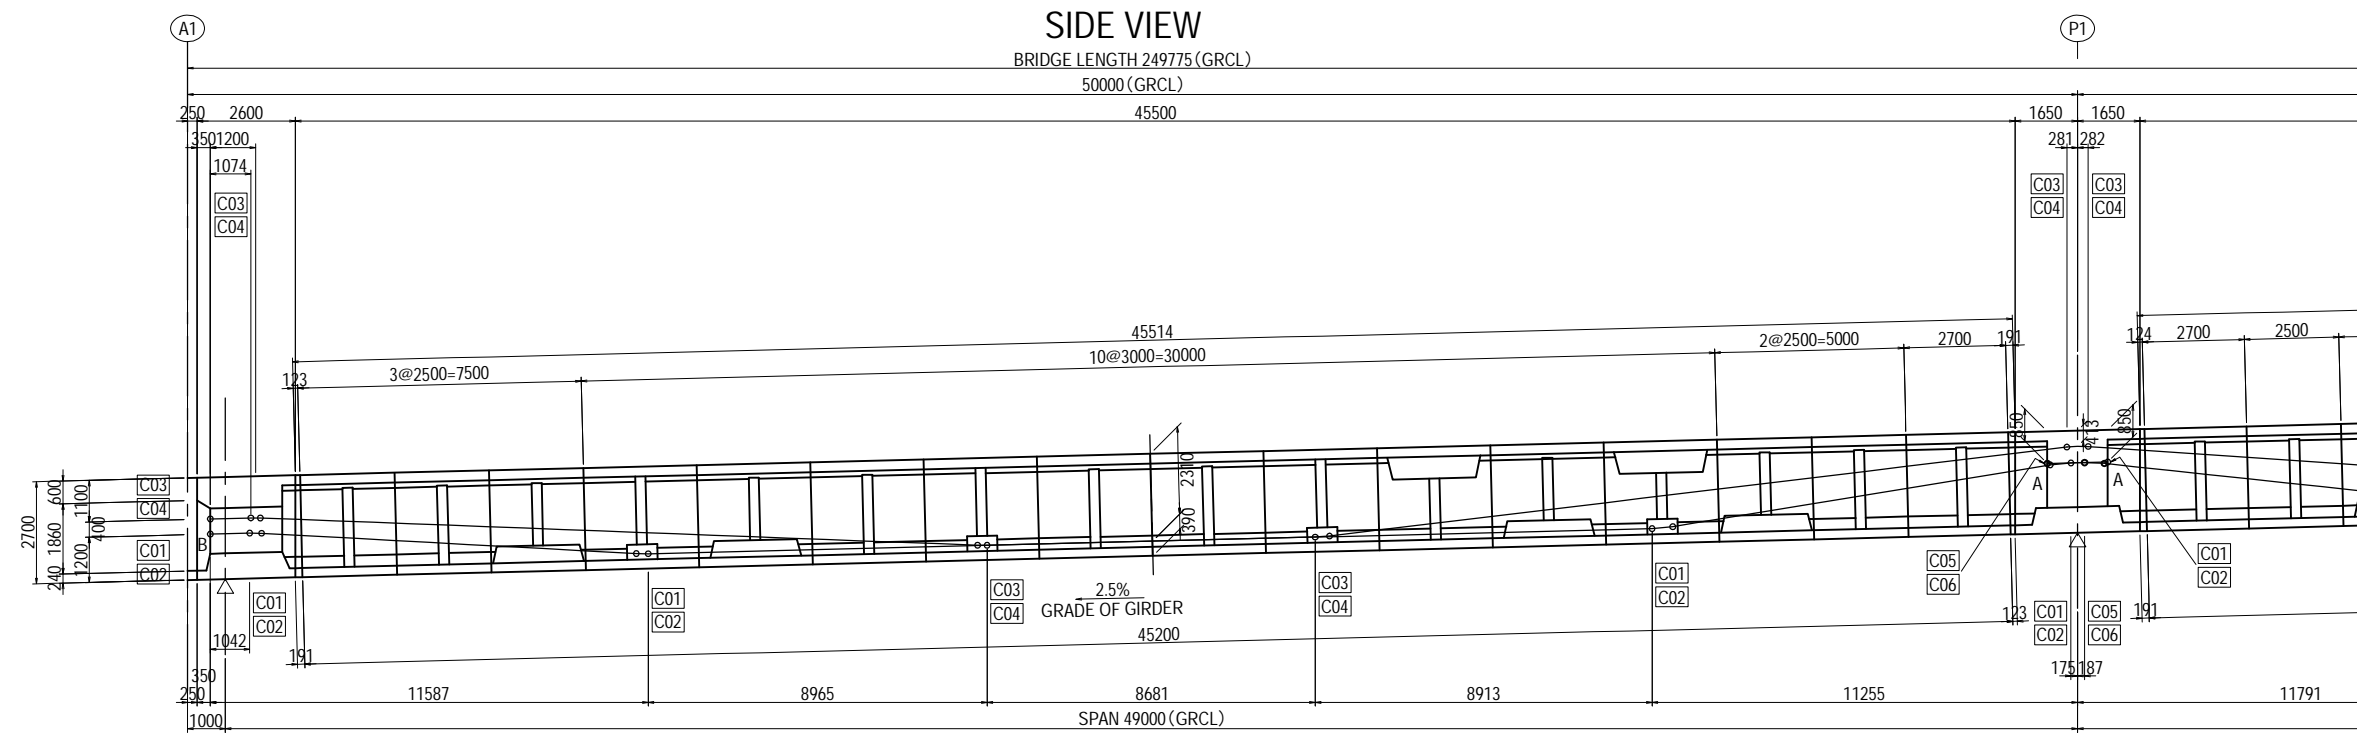 SIDE VIEW
A1
P1
BRIDGE LENGTH 249775(GRCL)
50000(GRCL)
250
2600
45500
1650
1650
350
1200
281
282
1074
C03
C04
C03
C04
C03
C04
45514
10@3000=30000
2@2500=5000
2700
191
124
2700
2500
3@2500=7500
123
850
413
850
2310
390
2700
600
1860
240
1100
400
1200
C03
C04
C01
C02
B
A
A
C01
C02
1042
191
C01
C02
C03
C04
2.5%
GRADE OF GIRDER
C03
C04
C01
C02
C05
C06
C01
C02
C01
C02
C05
C06
123
191
45200
175
187
350
250
11587
8965
8681
8913
11255
11791
1000
SPAN 49000(GRCL)